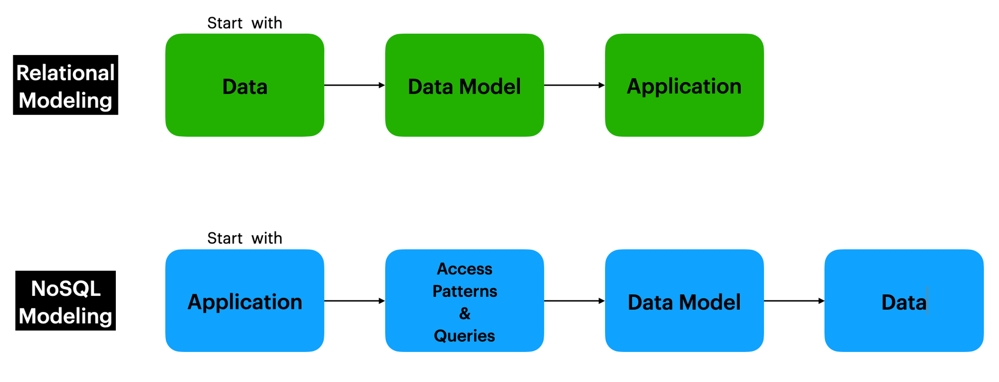 Start with
Relational
Modeling
Data
Data Model
Application
Start with
NoSQL
Modeling
Application
Access
Patterns
&
Queries
Data Model
Data